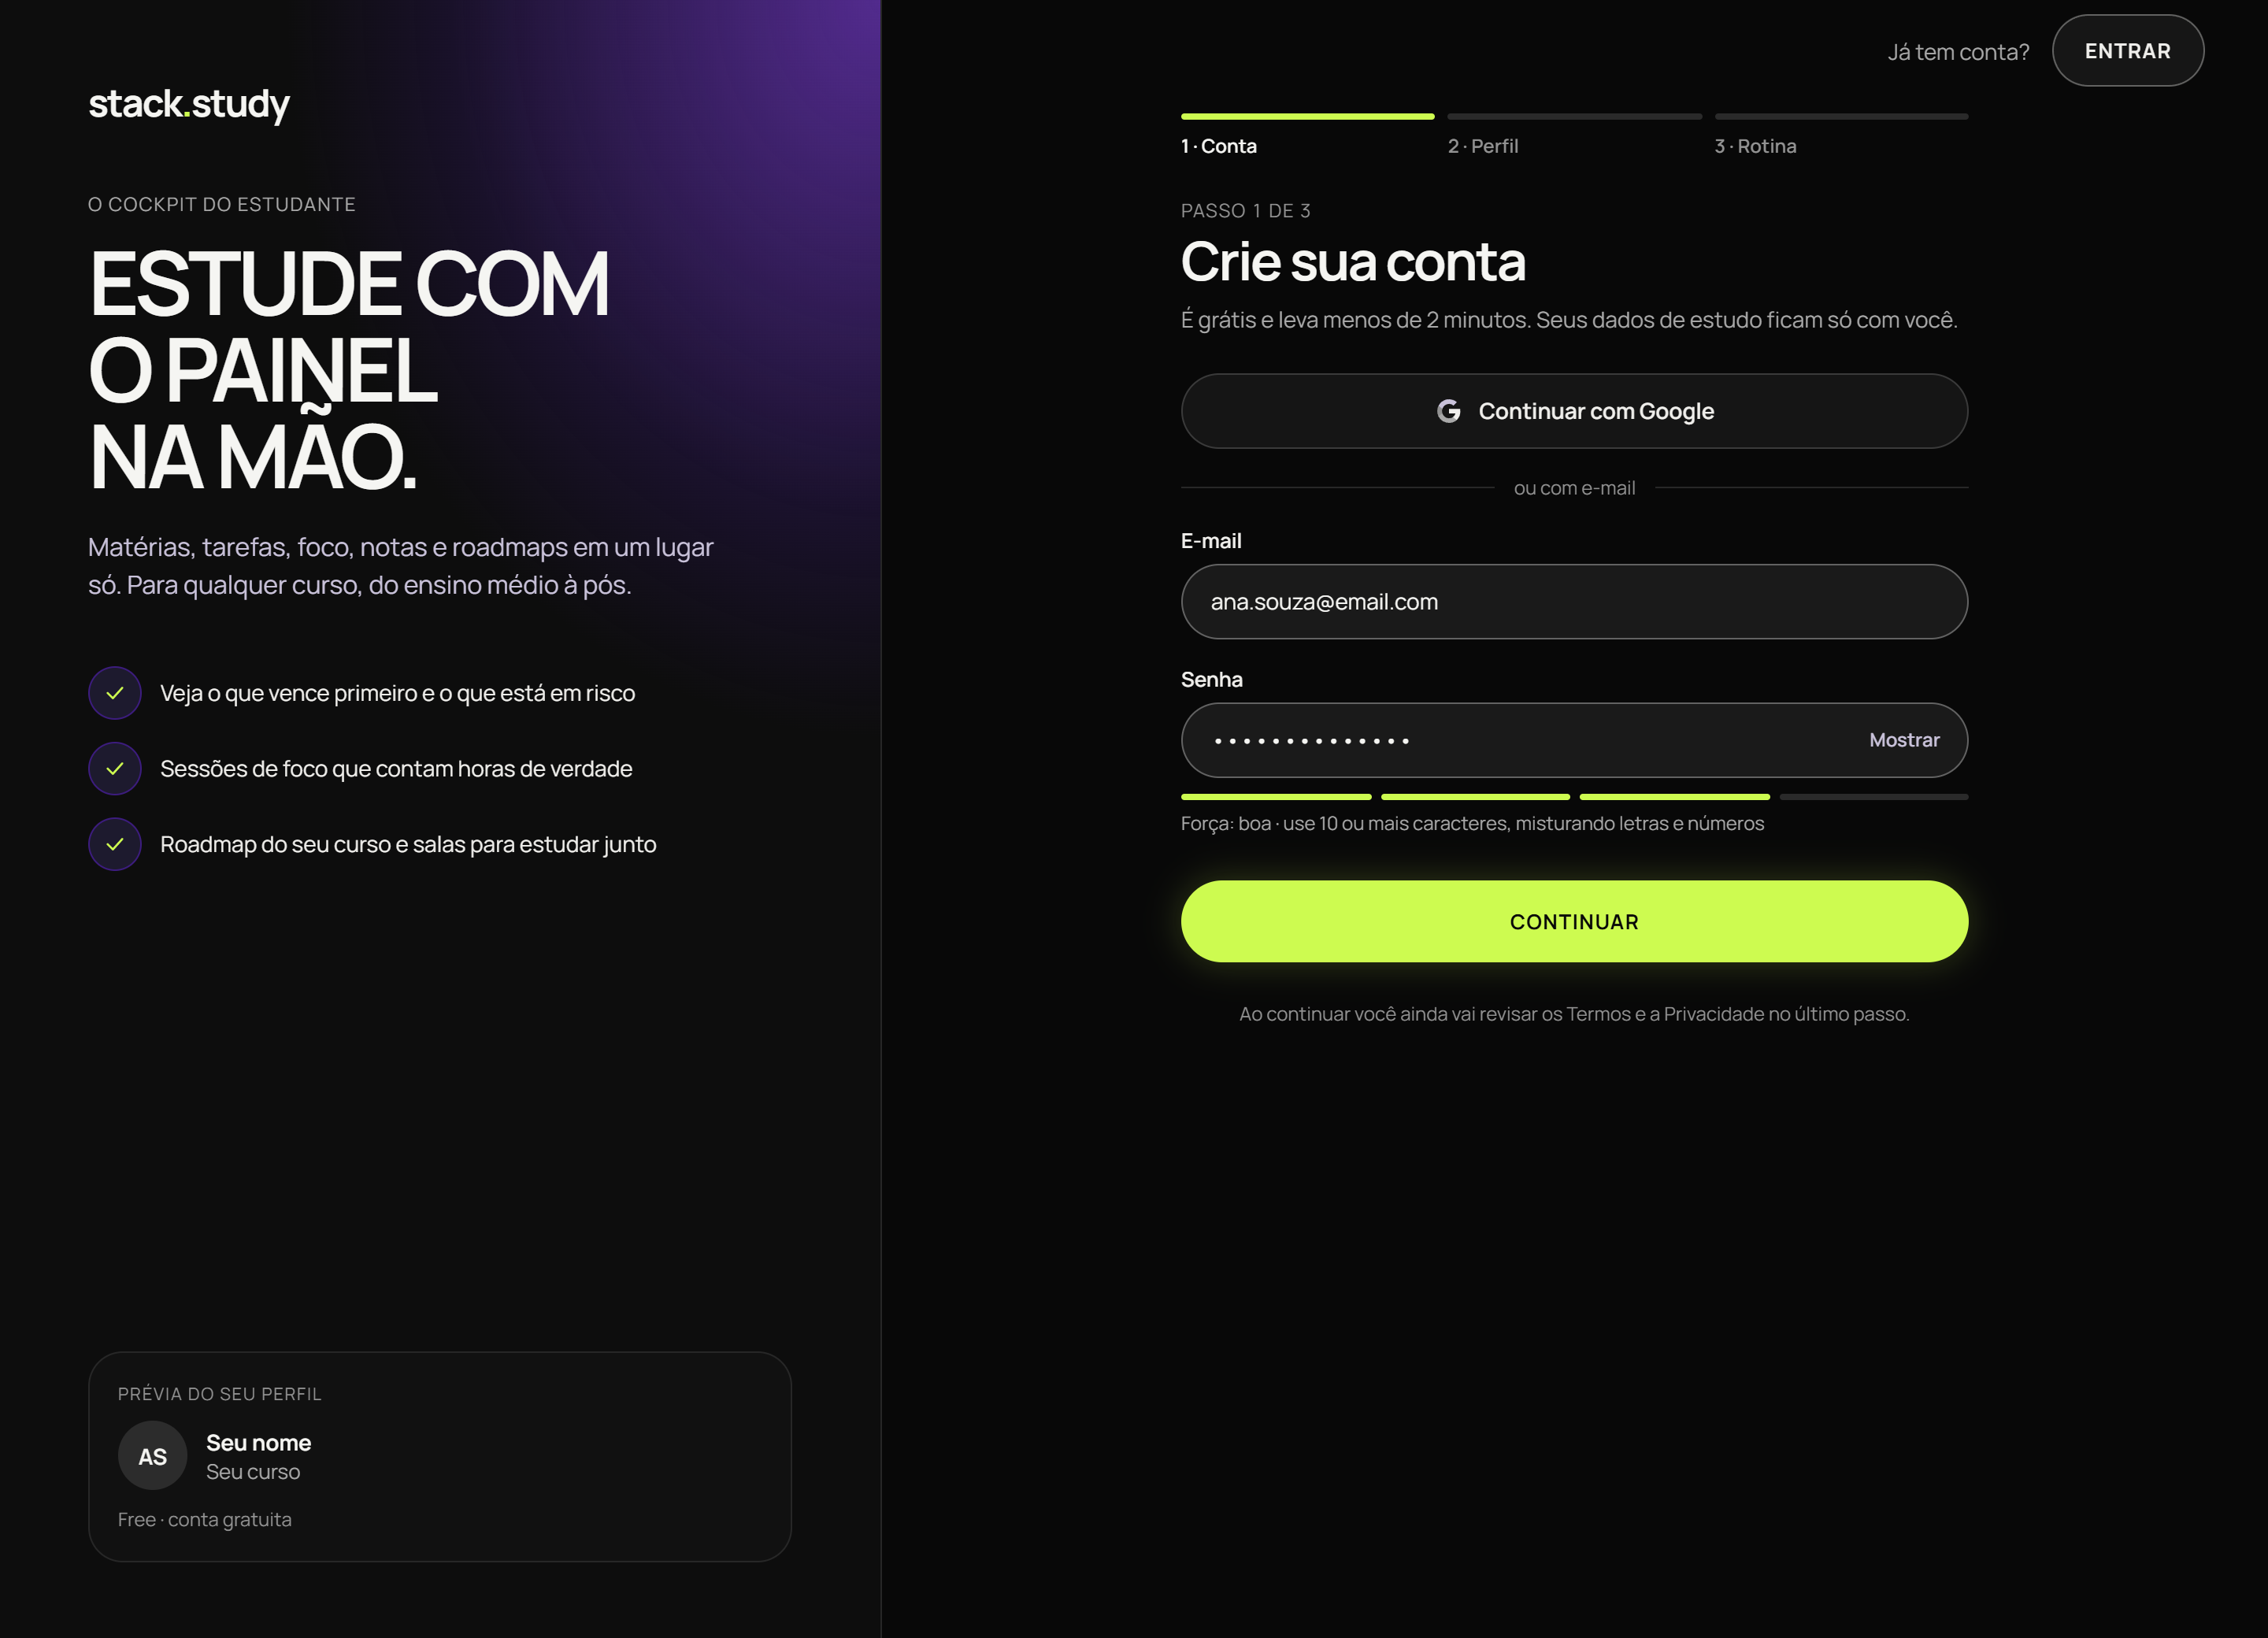 stack.study
O COCKPIT DO ESTUDANTE
ESTUDE COM
O PAINEL
NA MÃO.
Matérias, tarefas, foco, notas e roadmaps em um lugar
só. Para qualquer curso, do ensino médio à pós.
Veja o que vence primeiro e o que está em risco
Sessões de foco que contam horas de verdade
Roadmap do seu curso e salas para estudar junto
PRÉVIA DO SEU PERFIL
AS
Seu nome
Seu curso
Free · conta gratuita
Já tem conta?
ENTRAR
1 · Conta
2 · Perfil
3 · Rotina
PASSO 1 DE 3
Crie sua conta
É grátis e leva menos de 2 minutos. Seus dados de estudo ficam só com você.
Continuar com Google
ou com e-mail
E-mail
ana.souza@email.com
Senha
••••••••••••••
Mostrar
Força: boa · use 10 ou mais caracteres, misturando letras e números
CONTINUAR
Ao continuar você ainda vai revisar os Termos e a Privacidade no último passo.